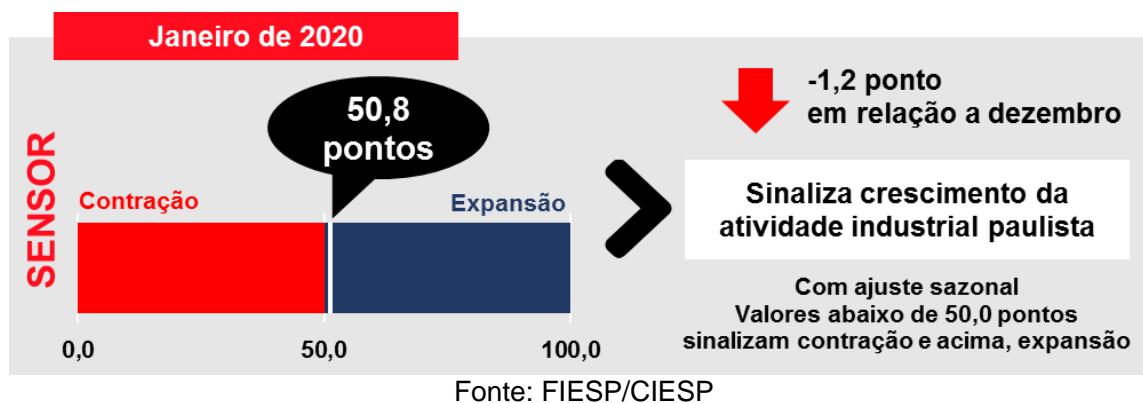 Janeiro de 2020
SENSOR
50,8
pontos
Contração
Expansão
0,0
50,0
100,0
-1,2 ponto
em relação a dezembro
Sinaliza crescimento da
atividade industrial paulista
Com ajuste sazonal
Valores abaixo de 50,0 pontos
sinalizam contração e acima, expansão
Fonte: FIESP/CIESP